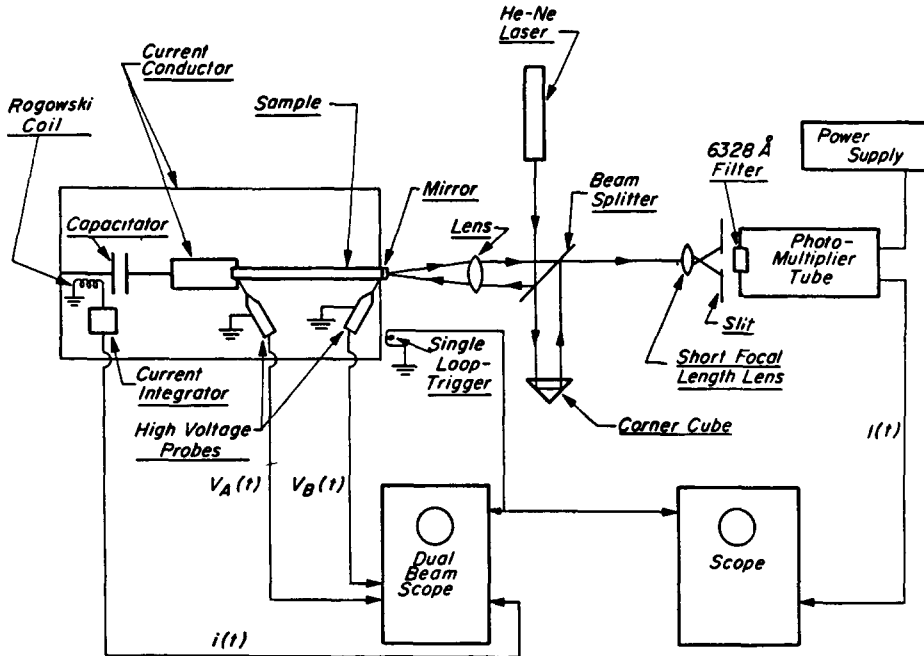 He-Ne
Laser
Current
Conductor
Rogowski
Coil
Sample
Power
Supply
6328 Å
Filter
Beam
Splitter
Mirror
Capacitator
Lens
Photo-
Multiplier
Tube
Slit
Single
Loop-
Trigger
Short Focal
Length Lens
Current
Integrator
Corner Cube
High Voltage
Probes
I(t)
V_A(t)
V_B(t)
Dual
Beam
Scope
Scope
i(t)